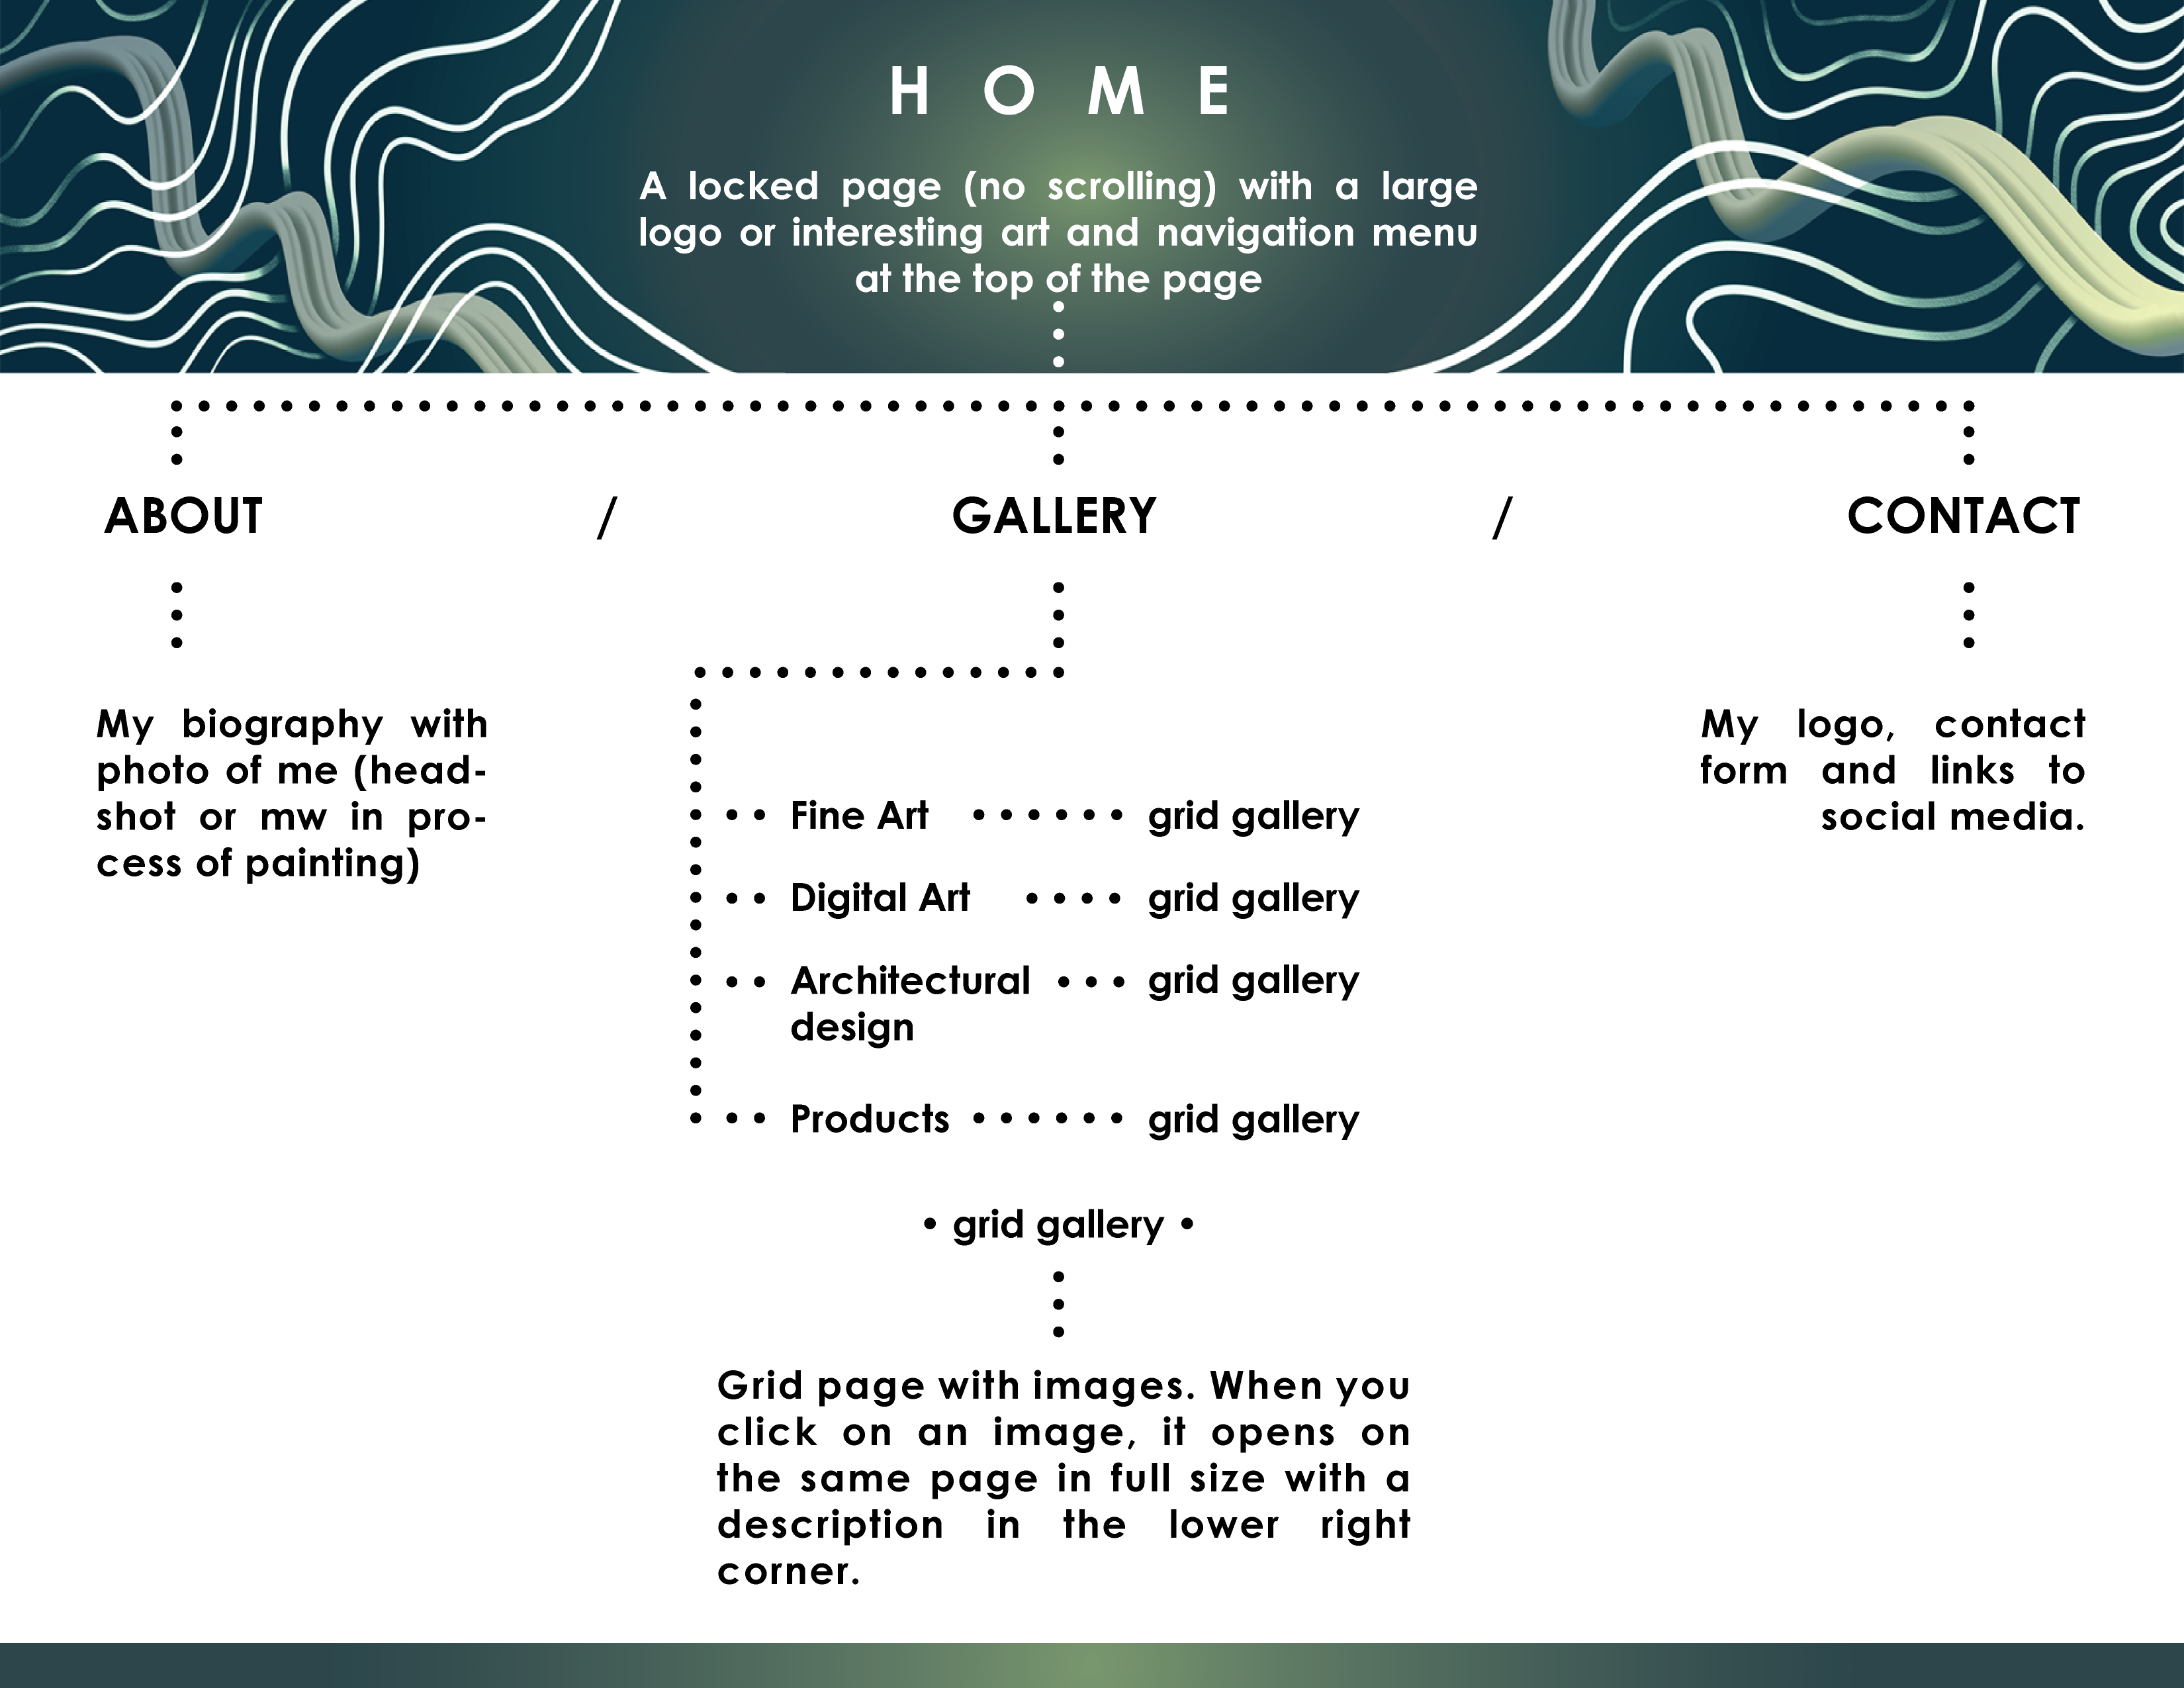 H O M E
A locked page (no scrolling) with a large
logo or interesting art and navigation menu
at the top of the page
ABOUT / GALLERY / CONTACT
My biography with
photo of me (head-
shot or mw in pro-
cess of painting)
My logo, contact
form and links to
social media.
Fine Art grid gallery
Digital Art grid gallery
Architectural grid gallery
design
Products grid gallery
• grid gallery •
Grid page with images. When you
click on an image, it opens on
the same page in full size with a
description in the lower right
corner.